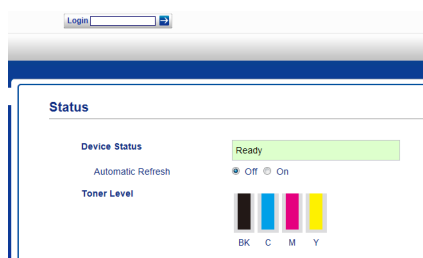 Login
Status
Device Status
Ready
Automatic Refresh
Off On
Toner Level
BK C M Y